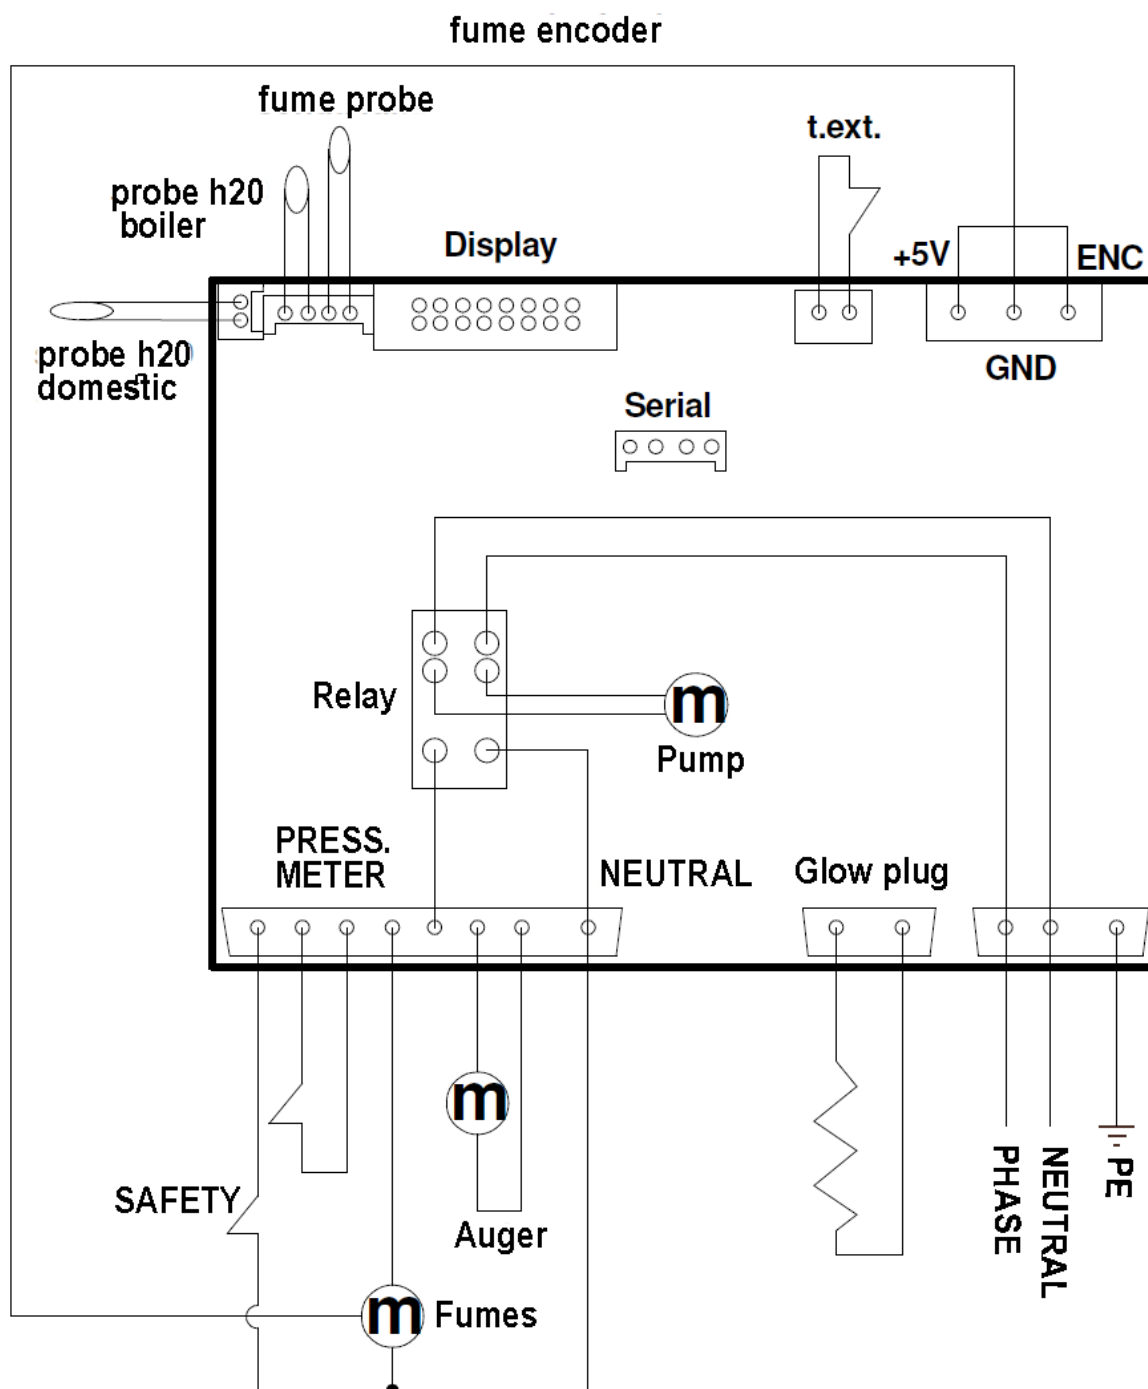 fume encoder
fume probe
t.ext.
probe h20
boiler
Display
+5V
ENC
probe h20
domestic
GND
Serial
Relay
m
Pump
PRESS.
METER
NEUTRAL
Glow plug
m
SAFETY
Auger
PHASE
NEUTRAL
PE
m
Fumes